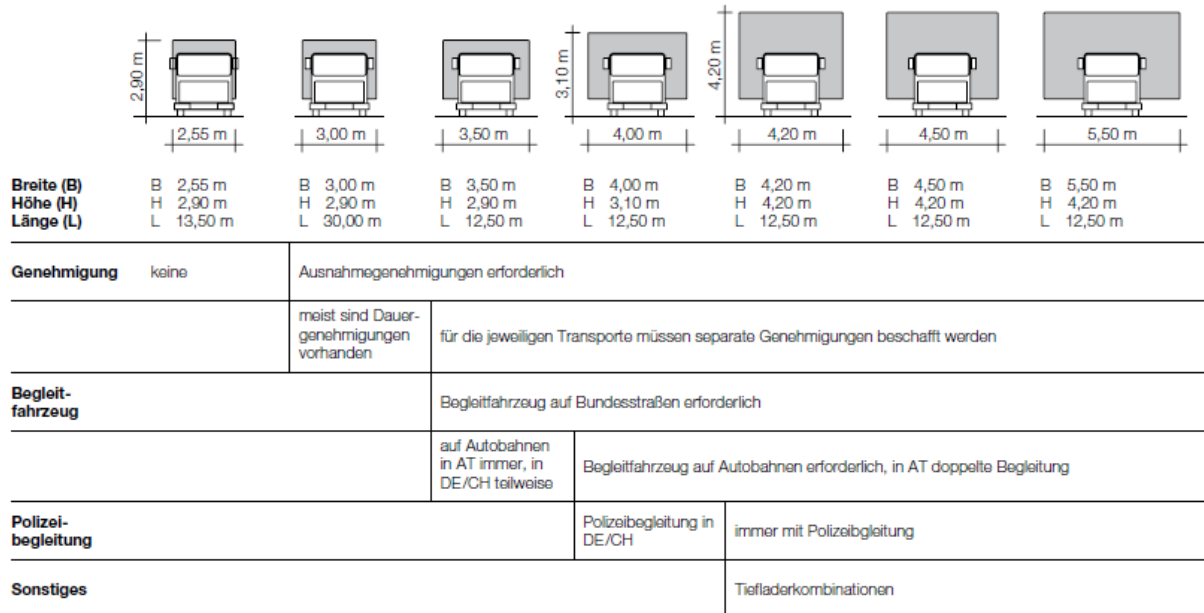 2,90 m
3,10 m
4,20 m
2,55 m
3,00 m
3,50 m
4,00 m
4,20 m
4,50 m
5,50 m
Breite (B) B 2,55 m B 3,00 m B 3,50 m B 4,00 m B 4,20 m B 4,50 m B 5,50 m
Höhe (H) H 2,90 m H 2,90 m H 2,90 m H 3,10 m H 4,20 m H 4,20 m H 4,20 m
Länge (L) L 13,50 m L 30,00 m L 12,50 m L 12,50 m L 12,50 m L 12,50 m L 12,50 m
Genehmigung keine Ausnahmegenehmigungen erforderlich
meist sind Dauer-
genehmigungen
vorhanden
für die jeweiligen Transporte müssen separate Genehmigungen beschafft werden
Begleit-
fahrzeug
Begleitfahrzeug auf Bundesstraßen erforderlich
auf Autobahnen
in AT immer, in
DE/CH teilweise
Begleitfahrzeug auf Autobahnen erforderlich, in AT doppelte Begleitung
Polizei-
begleitung
Polizeibegleitung in
DE/CH
immer mit Polizeibgleitung
Sonstiges Tiefladerkombinationen